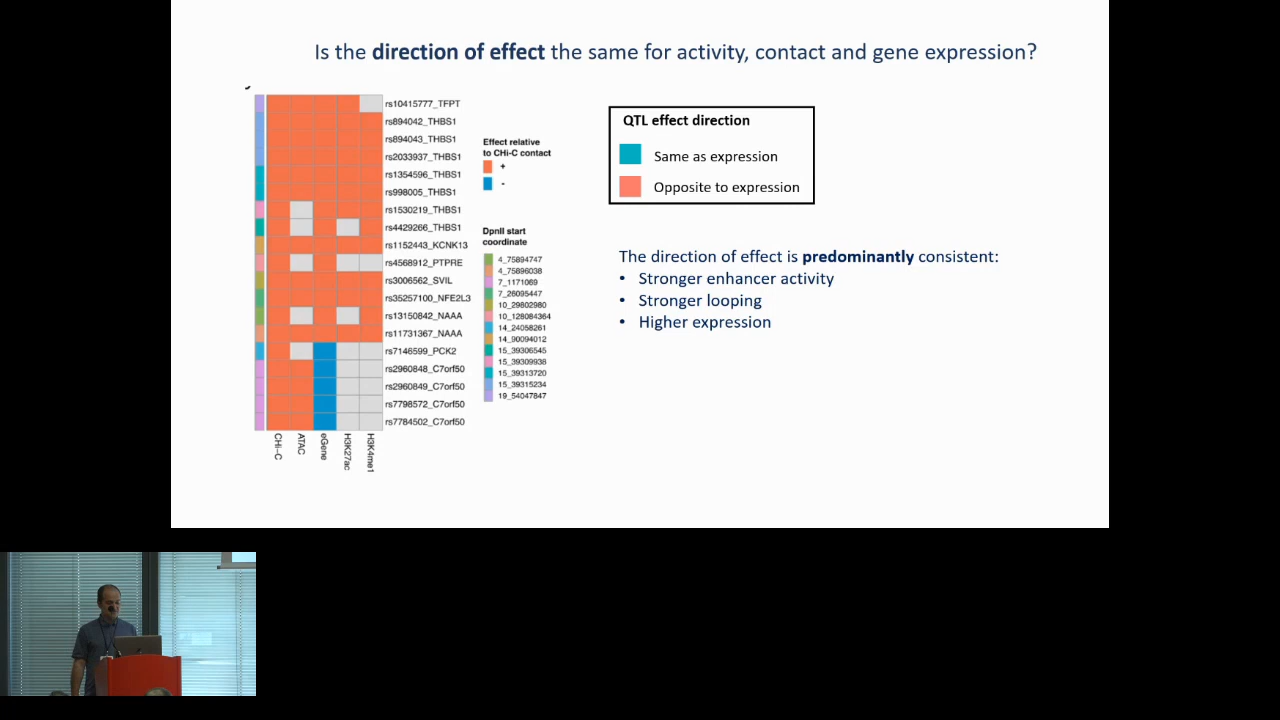 Is the direction of effect the same for activity, contact and gene expression?
rs10415777_TFPT
rs894042_THBS1
rs894043_THBS1
rs2033937_THBS1
rs1354596_THBS1
rs998005_THBS1
rs1530219_THBS1
rs4429266_THBS1
rs1152443_KCNK13
rs4568912_PTPRE
rs3006562_SVIL
rs35257100_NFE2L3
rs13150842_NAAA
rs11731367_NAAA
rs7146599_PCK2
rs2960848_C7orf50
rs2960849_C7orf50
rs7798572_C7orf50
rs7784502_C7orf50
CHi-C
ATAC
eGene
H3K27ac
H3K4me1
Effect relative
to CHi-C contact
+
-
DpnII start
coordinate
4_75894747
4_75896038
7_1171069
7_26095447
10_29802980
10_128084364
14_24058261
14_90094012
15_39306545
15_39309938
15_39313720
15_39315234
19_54047847
QTL effect direction
Same as expression
Opposite to expression
The direction of effect is predominantly consistent:
• Stronger enhancer activity
• Stronger looping
• Higher expression